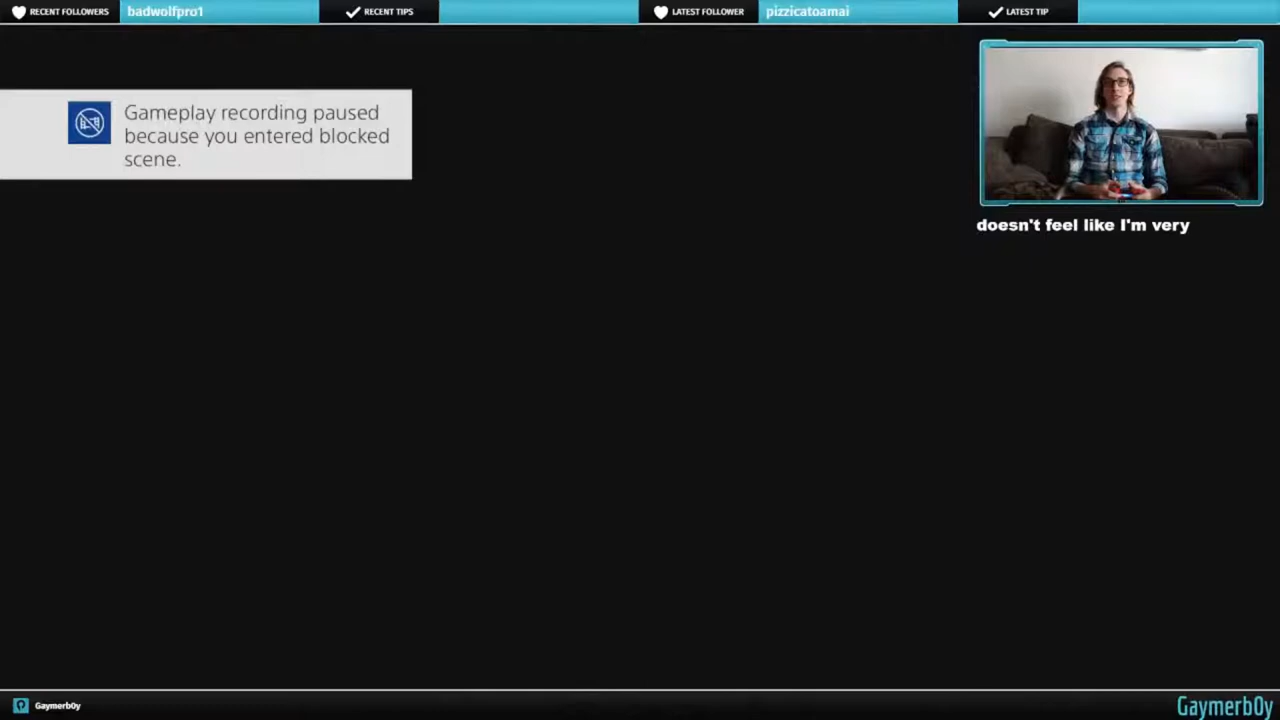 RECENT FOLLOWERS badwolfpro1 RECENT TIPS LATEST FOLLOWER pizzicatoamai LATEST TIP
Gameplay recording paused
because you entered blocked
scene.
doesn't feel like I'm very
Gaymerb0y Gaymerb0y